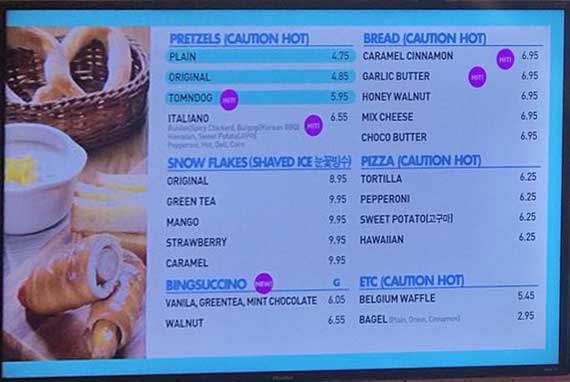 PRETZELS (CAUTION HOT)
PLAIN 4.75
ORIGINAL 4.85
TOMNDOG HIT! 5.95
ITALIANO HIT! 6.55
Buldak(Spicy Chicken), Bulgogi(Korean BBQ)
Hawaiian, Sweet Potato(고구마)
Pepperoni, Hot, Deli, Corn
SNOW FLAKES (SHAVED ICE 눈꽃빙수)
ORIGINAL 8.95
GREEN TEA 9.95
MANGO 9.95
STRAWBERRY 9.95
CARAMEL 9.95
BINGSUCCINO NEW! G
VANILA, GREENTEA, MINT CHOCOLATE 6.05
WALNUT 6.55
BREAD (CAUTION HOT)
CARAMEL CINNAMON HIT! 6.95
GARLIC BUTTER HIT! 6.95
HONEY WALNUT 6.95
MIX CHEESE 6.95
CHOCO BUTTER 6.95
PIZZA (CAUTION HOT)
TORTILLA 6.25
PEPPERONI 6.25
SWEET POTATO(고구마) 6.25
HAWAIIAN 6.25
ETC (CAUTION HOT)
BELGIUM WAFFLE 5.45
BAGEL (Plain, Onion, Cinnamon) 2.95